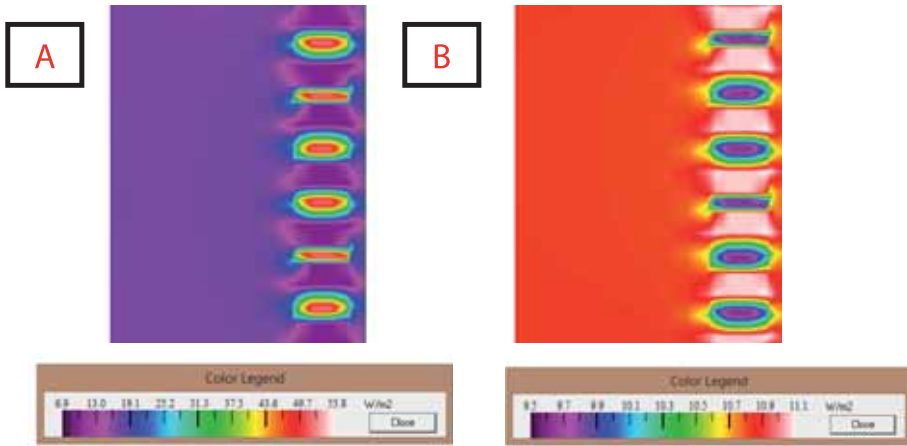 A
B
Color Legend
6.9 13.0 19.1 25.2 31.3 37.5 43.6 49.7 55.8 W/m2
Close
Color Legend
9.5 9.7 9.9 10.1 10.3 10.5 10.7 10.9 11.1 W/m2
Close